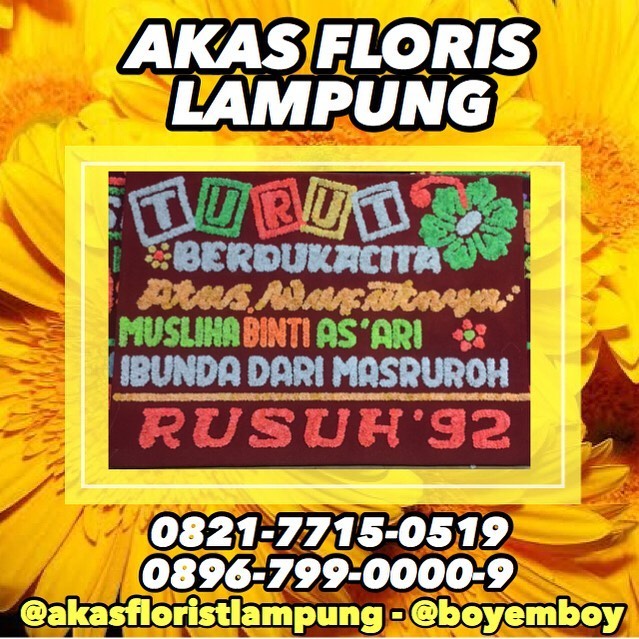 AKAS FLORIS
LAMPUNG
TURUT
BERDUKACITA
Atas Wafatnya
MUSLIHA BINTI AS'ARI
IBUNDA DARI MASRUROH
RUSUH '92
0821-7715-0519
0896-799-0000-9
@akasfloristlampung - @boyemboy